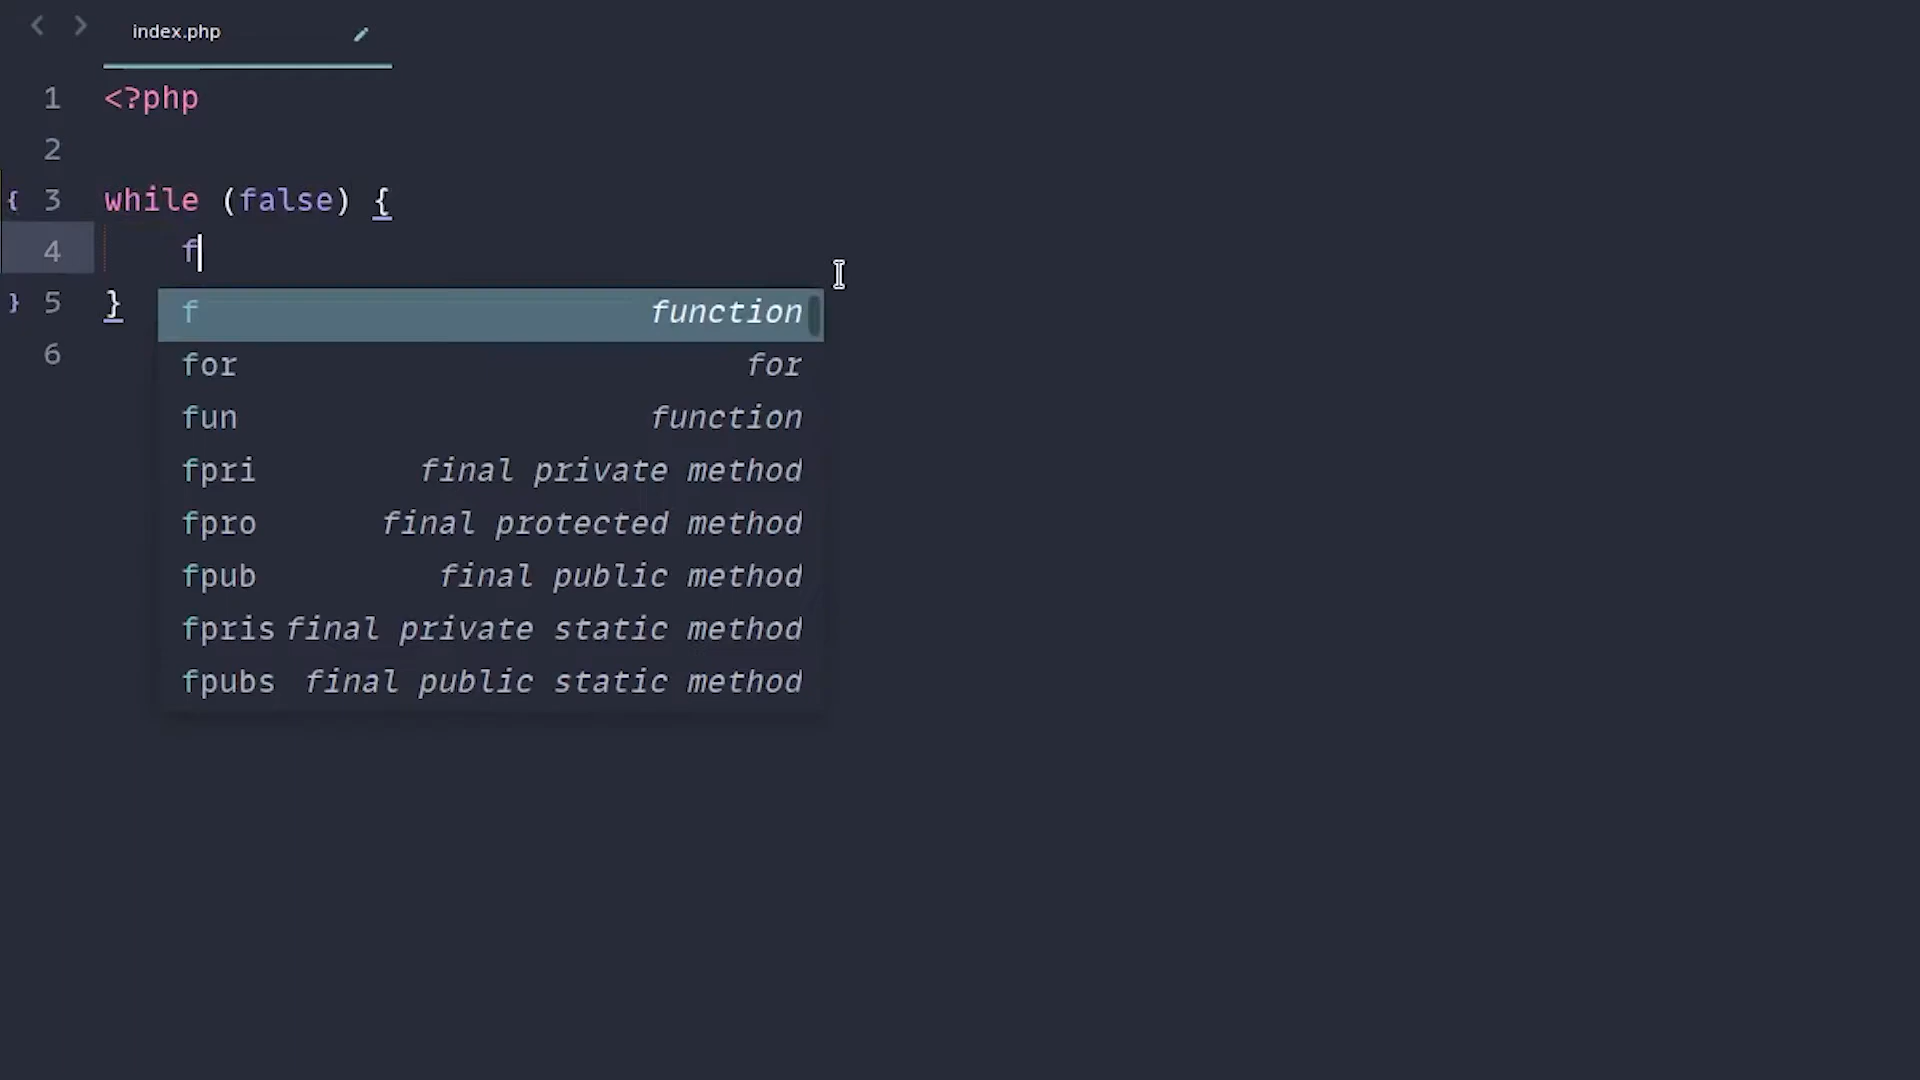 index.php
1 <?php
2
{ 3 while (false) {
4 f
} 5 }
6
f function
for for
fun function
fpri final private method
fpro final protected method
fpub final public method
fpris final private static method
fpubs final public static method